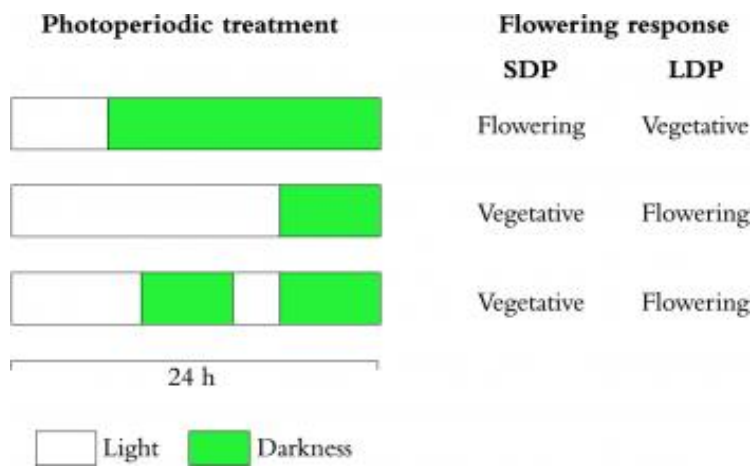 Photoperiodic treatment Flowering response
SDP LDP
Flowering Vegetative
Vegetative Flowering
Vegetative Flowering
24 h
Light Darkness